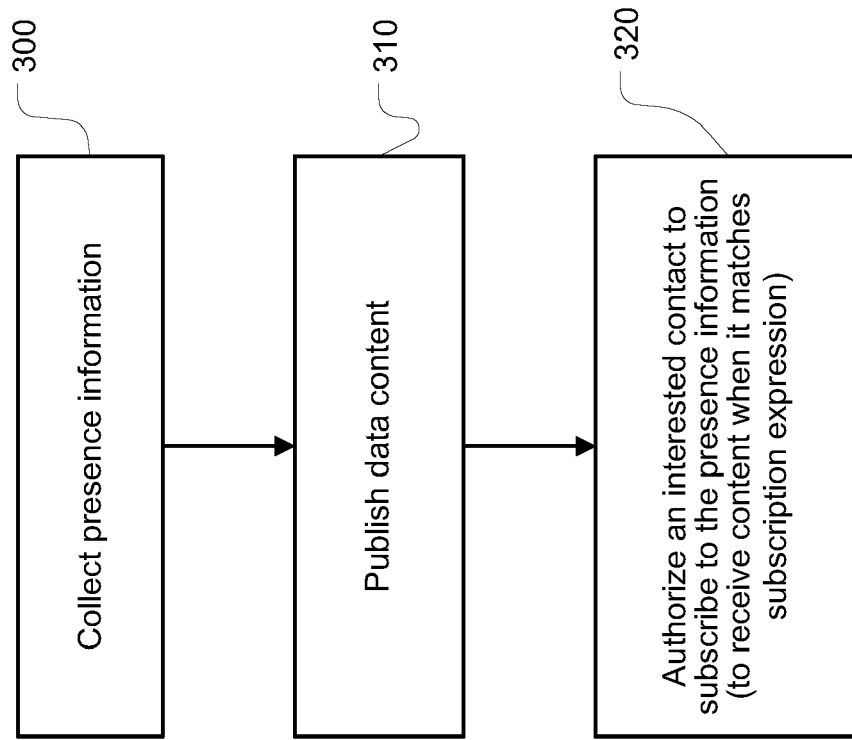 Collect presence information
300
Publish data content
310
Authorize an interested contact to
subscribe to the presence information
(to receive content when it matches
subscription expression)
320